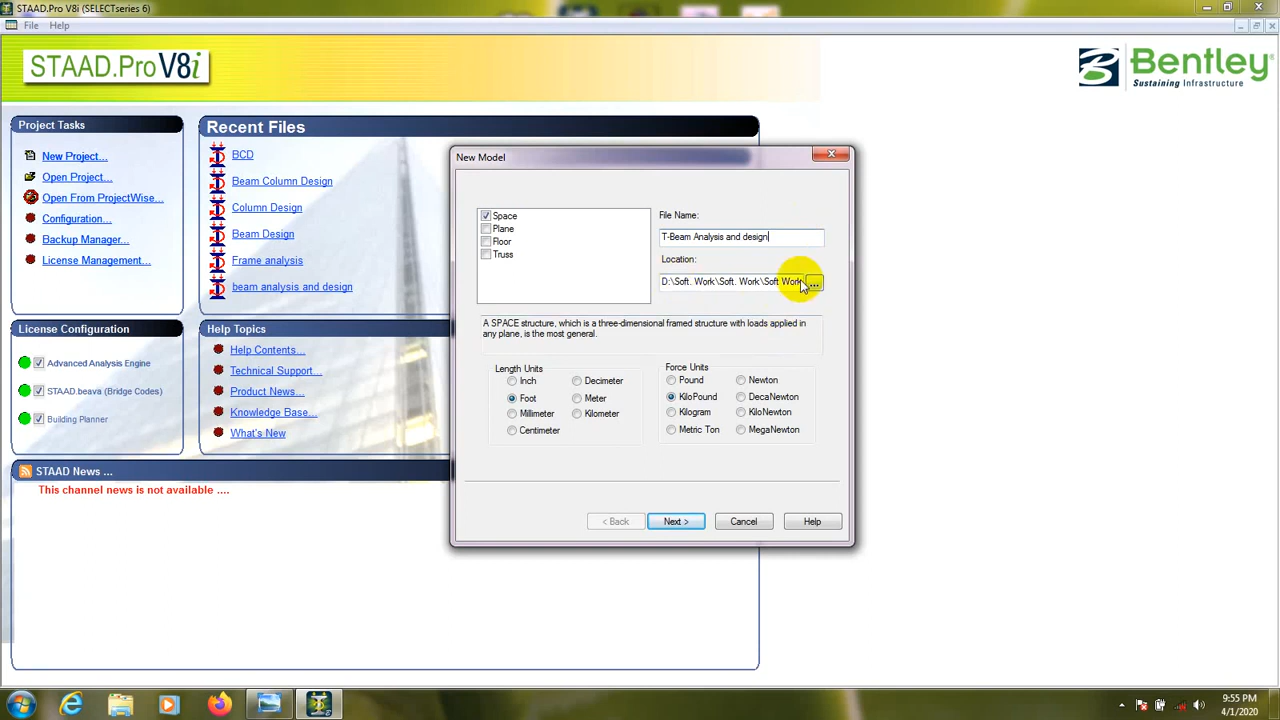 STAAD.Pro V8i (SELECTseries 6)
File Help
STAAD.ProV8i
Bentley
Sustaining Infrastructure
Project Tasks
New Project...
Open Project...
Open From ProjectWise...
Configuration...
Backup Manager...
License Management...
Recent Files
BCD
Beam Column Design
Column Design
Beam Design
Frame analysis
beam analysis and design
License Configuration
Advanced Analysis Engine
STAAD.beava (Bridge Codes)
Building Planner
Help Topics
Help Contents...
Technical Support...
Product News...
Knowledge Base...
What's New
STAAD News ...
This channel news is not available ....
New Model
Space
Plane
Floor
Truss
File Name:
T-Beam Analysis and design
Location:
D:\Soft. Work\Soft. Work\Soft Work
...
A SPACE structure, which is a three-dimensional framed structure with loads applied in
any plane, is the most general.
Length Units
Inch Decimeter
Foot Meter
Millimeter Kilometer
Centimeter
Force Units
Pound Newton
KiloPound DecaNewton
Kilogram KiloNewton
Metric Ton MegaNewton
< Back Next > Cancel Help
9:55 PM
4/1/2020